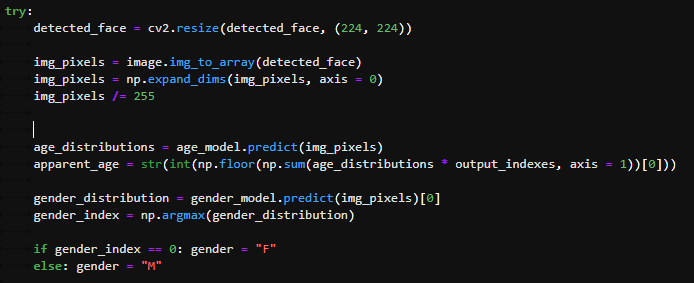 try:
    detected_face = cv2.resize(detected_face, (224, 224))
    img_pixels = image.img_to_array(detected_face)
    img_pixels = np.expand_dims(img_pixels, axis = 0)
    img_pixels /= 255
    age_distributions = age_model.predict(img_pixels)
    apparent_age = str(int(np.floor(np.sum(age_distributions * output_indexes, axis = 1))[0]))
    gender_distribution = gender_model.predict(img_pixels)[0]
    gender_index = np.argmax(gender_distribution)
    if gender_index == 0: gender = "F"
    else: gender = "M"